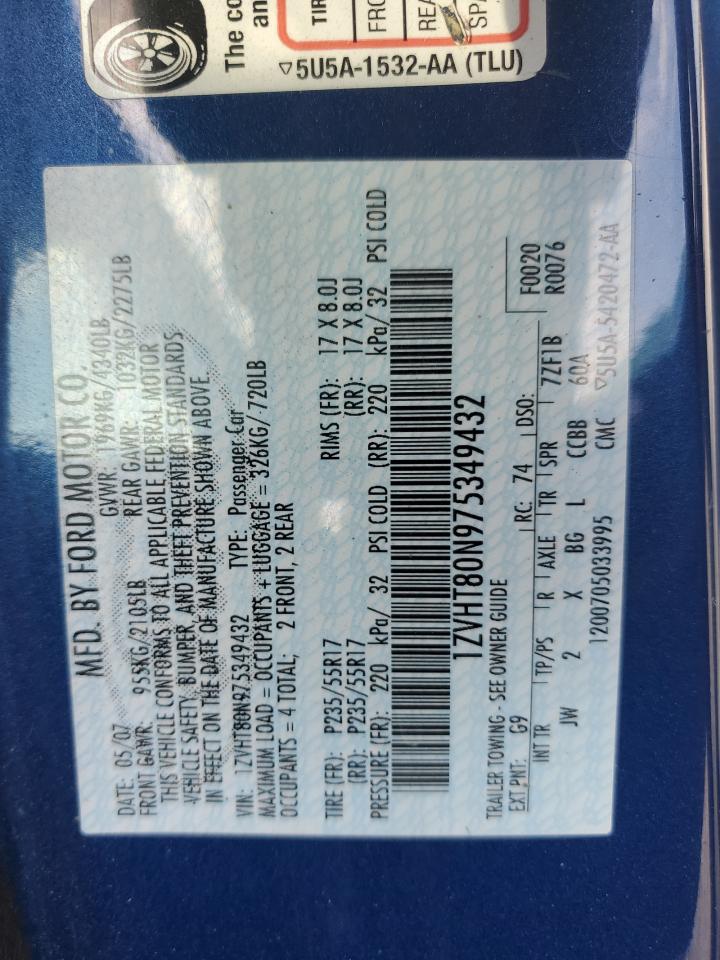 The co
an
TIR
FRO
REA
SPA
▽5U5A-1532-AA (TLU)
MFD. BY FORD MOTOR CO.
DATE: 05/07 GVWR: 1969KG/4340LB
FRONT GAWR: 955KG/2105LB REAR GAWR: 1032KG/2275LB
THIS VEHICLE CONFORMS TO ALL APPLICABLE FEDERAL MOTOR
VEHICLE SAFETY, BUMPER, AND THEFT PREVENTION STANDARDS
IN EFFECT ON THE DATE OF MANUFACTURE SHOWN ABOVE.
VIN: 1ZVHT80N975349432 TYPE: Passenger Car
MAXIMUM LOAD = OCCUPANTS + LUGGAGE = 326KG/ 720LB
OCCUPANTS = 4 TOTAL; 2 FRONT, 2 REAR
TIRE (FR): P235/55R17 RIMS (FR): 17 X 8.0J
(RR): P235/55R17 (RR): 17 X 8.0J
PRESSURE (FR): 220 kPa/ 32 PSI COLD (RR): 220 kPa/ 32 PSI COLD
1ZVHT80N975349432
TRAILER TOWING - SEE OWNER GUIDE
EXT PNT: G9 RC: 74 DSO: F0020
R0076
INT TR TP/PS R AXLE TR SPR 7ZF1B
JW 2 X BG L CCBB 60A
1200705033995 CMC ▽5U5A-5420472-AA